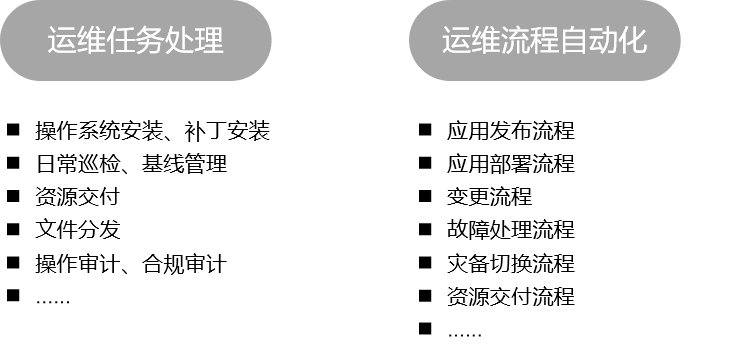 运维任务处理
操作系统安装、补丁安装
日常巡检、基线管理
资源交付
文件分发
操作审计、合规审计
......
运维流程自动化
应用发布流程
应用部署流程
变更流程
故障处理流程
灾备切换流程
资源交付流程
......